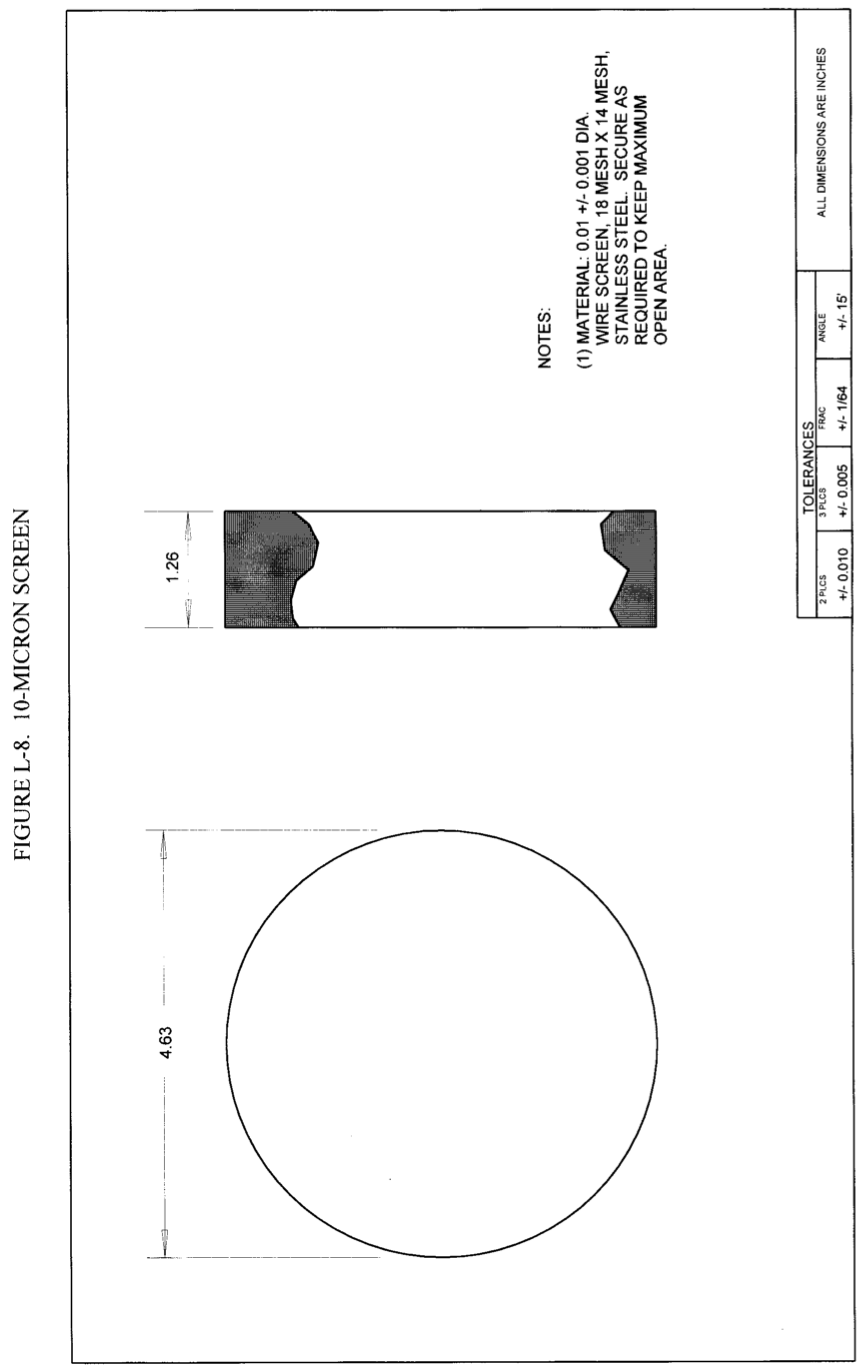 FIGURE L-8. 10-MICRON SCREEN
4.63
1.26
NOTES:
(1) MATERIAL: 0.01 +/- 0.001 DIA.
WIRE SCREEN, 18 MESH X 14 MESH,
STAINLESS STEEL. SECURE AS
REQUIRED TO KEEP MAXIMUM
OPEN AREA.
TOLERANCES
2 PLCS 3 PLCS FRAC ANGLE
+/- 0.010 +/- 0.005 +/- 1/64 +/- 15'
ALL DIMENSIONS ARE INCHES